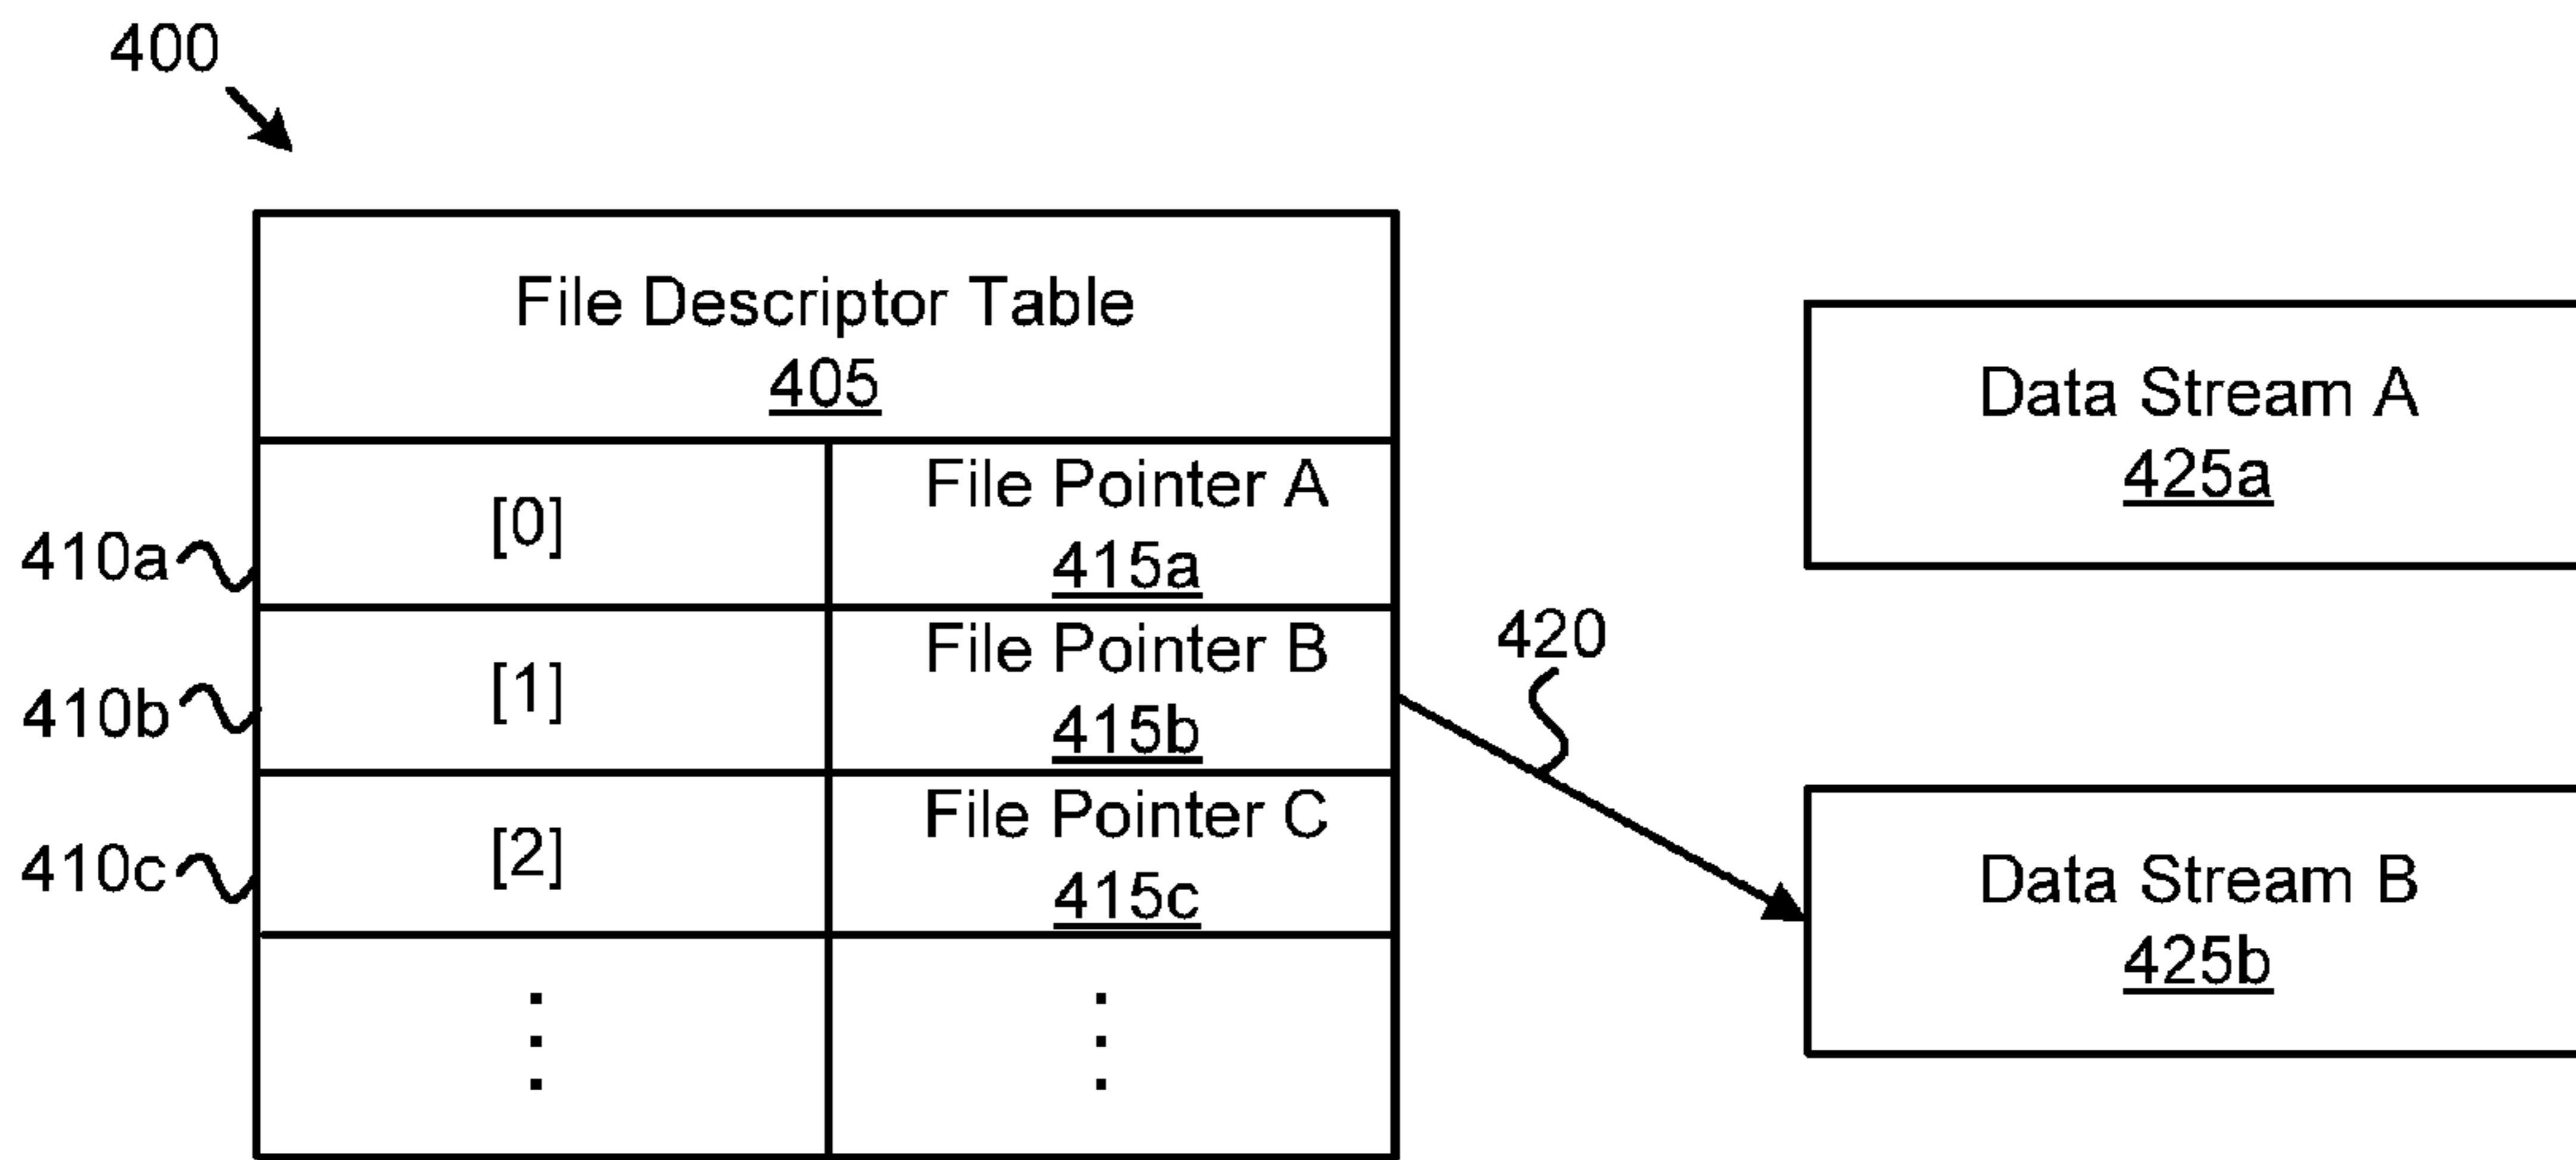 400
File Descriptor Table
405
410a
[0]
File Pointer A
415a
410b
[1]
File Pointer B
415b
410c
[2]
File Pointer C
415c
420
Data Stream A
425a
Data Stream B
425b